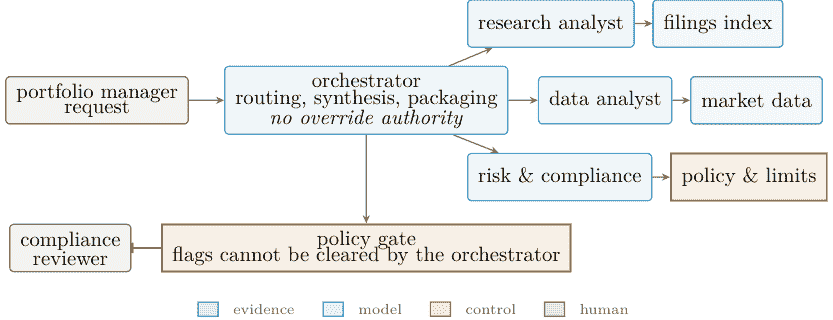 research analyst
filings index
portfolio manager
request
orchestrator
routing, synthesis, packaging
no override authority
data analyst
market data
risk & compliance
policy & limits
compliance
reviewer
policy gate
flags cannot be cleared by the orchestrator
evidence
model
control
human